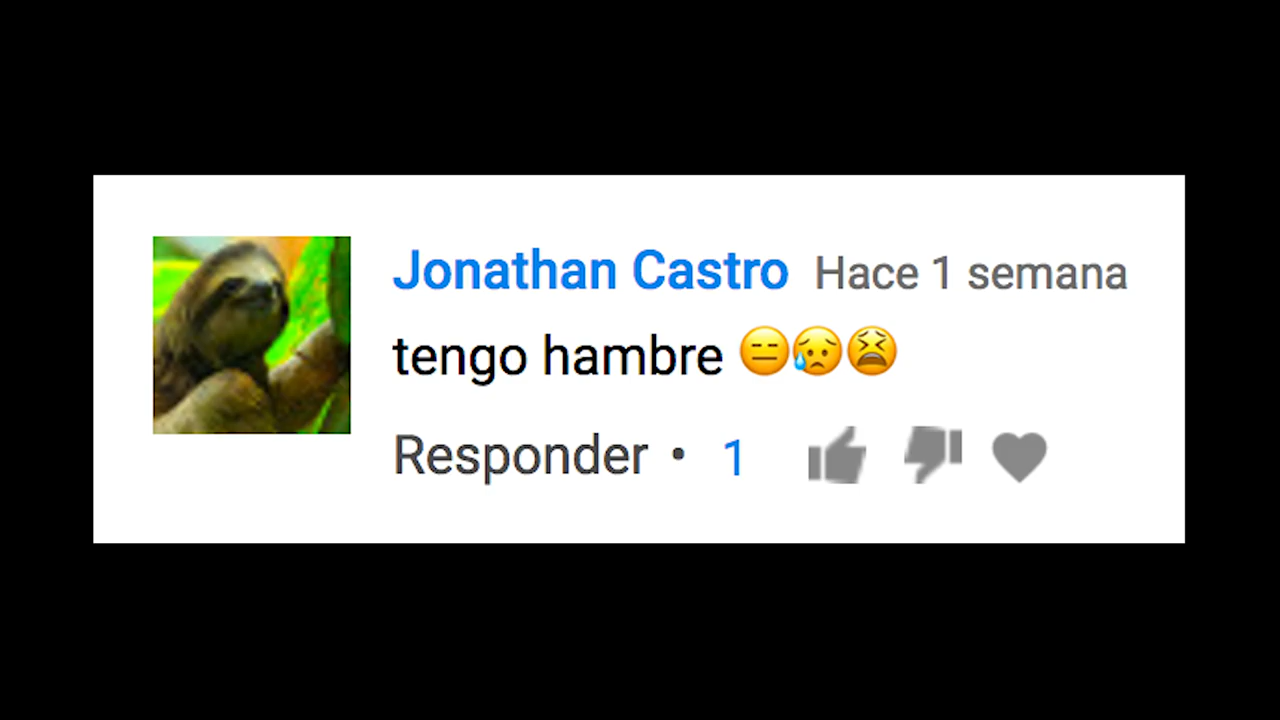 Jonathan Castro Hace 1 semana
tengo hambre 😑😥😫
Responder • 1